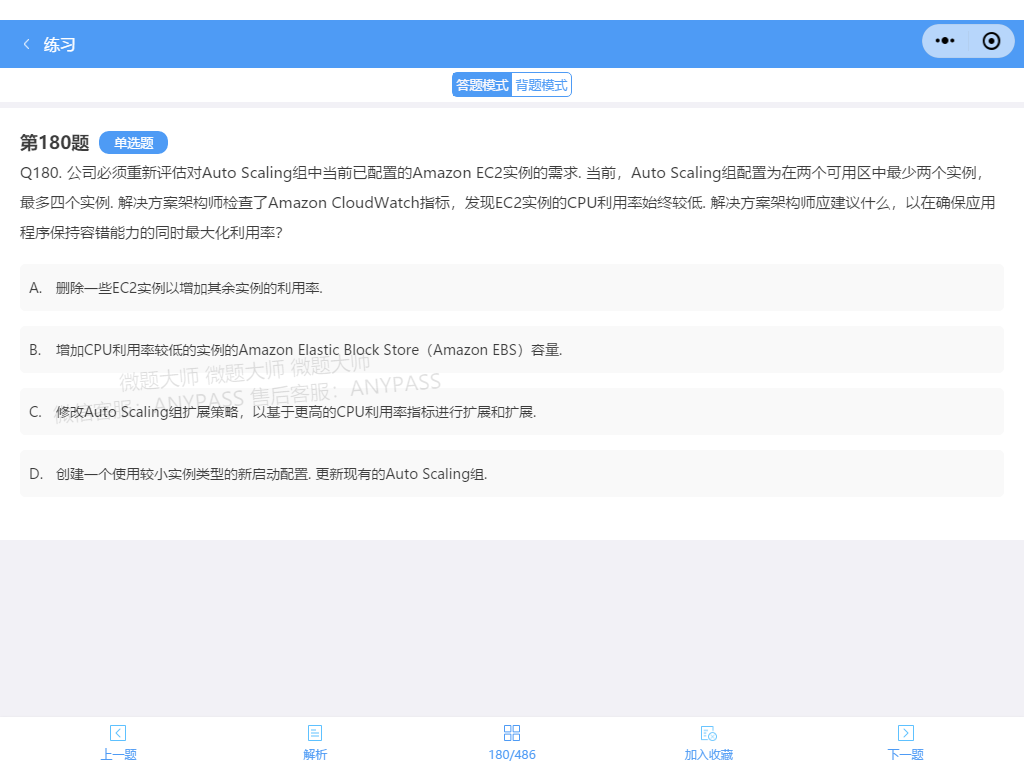 练习
答题模式 背题模式
第180题 单选题
Q180. 公司必须重新评估对Auto Scaling组中当前已配置的Amazon EC2实例的需求. 当前，Auto Scaling组配置为在两个可用区中最少两个实例，
最多四个实例. 解决方案架构师检查了Amazon CloudWatch指标，发现EC2实例的CPU利用率始终较低. 解决方案架构师应建议什么，以在确保应用
程序保持容错能力的同时最大化利用率?
A. 删除一些EC2实例以增加其余实例的利用率.
B. 增加CPU利用率较低的实例的Amazon Elastic Block Store（Amazon EBS）容量.
微题大师 微题大师 微题大师
微信客服：ANYPASS 售后客服：ANYPASS
C. 修改Auto Scaling组扩展策略，以基于更高的CPU利用率指标进行扩展和扩展.
D. 创建一个使用较小实例类型的新启动配置. 更新现有的Auto Scaling组.
上一题 解析 180/486 加入收藏 下一题